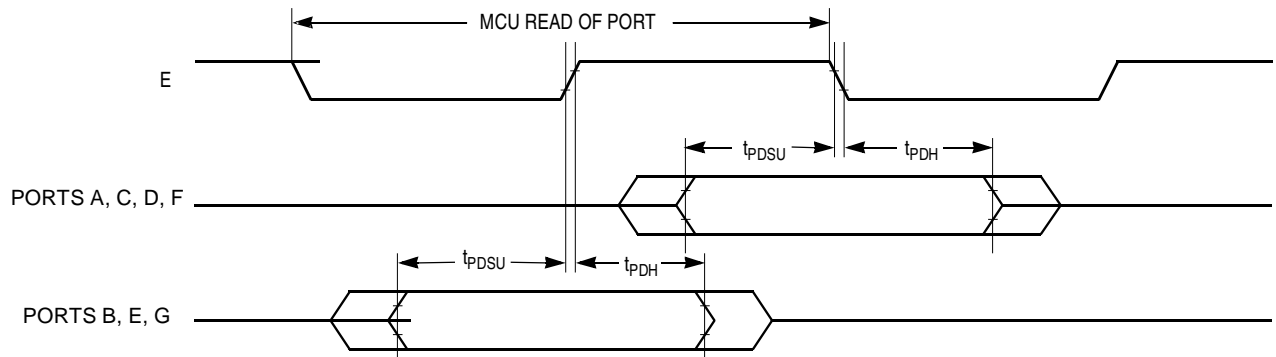 MCU READ OF PORT
E
tPDSU
tPDH
PORTS A, C, D, F
tPDSU
tPDH
PORTS B, E, G